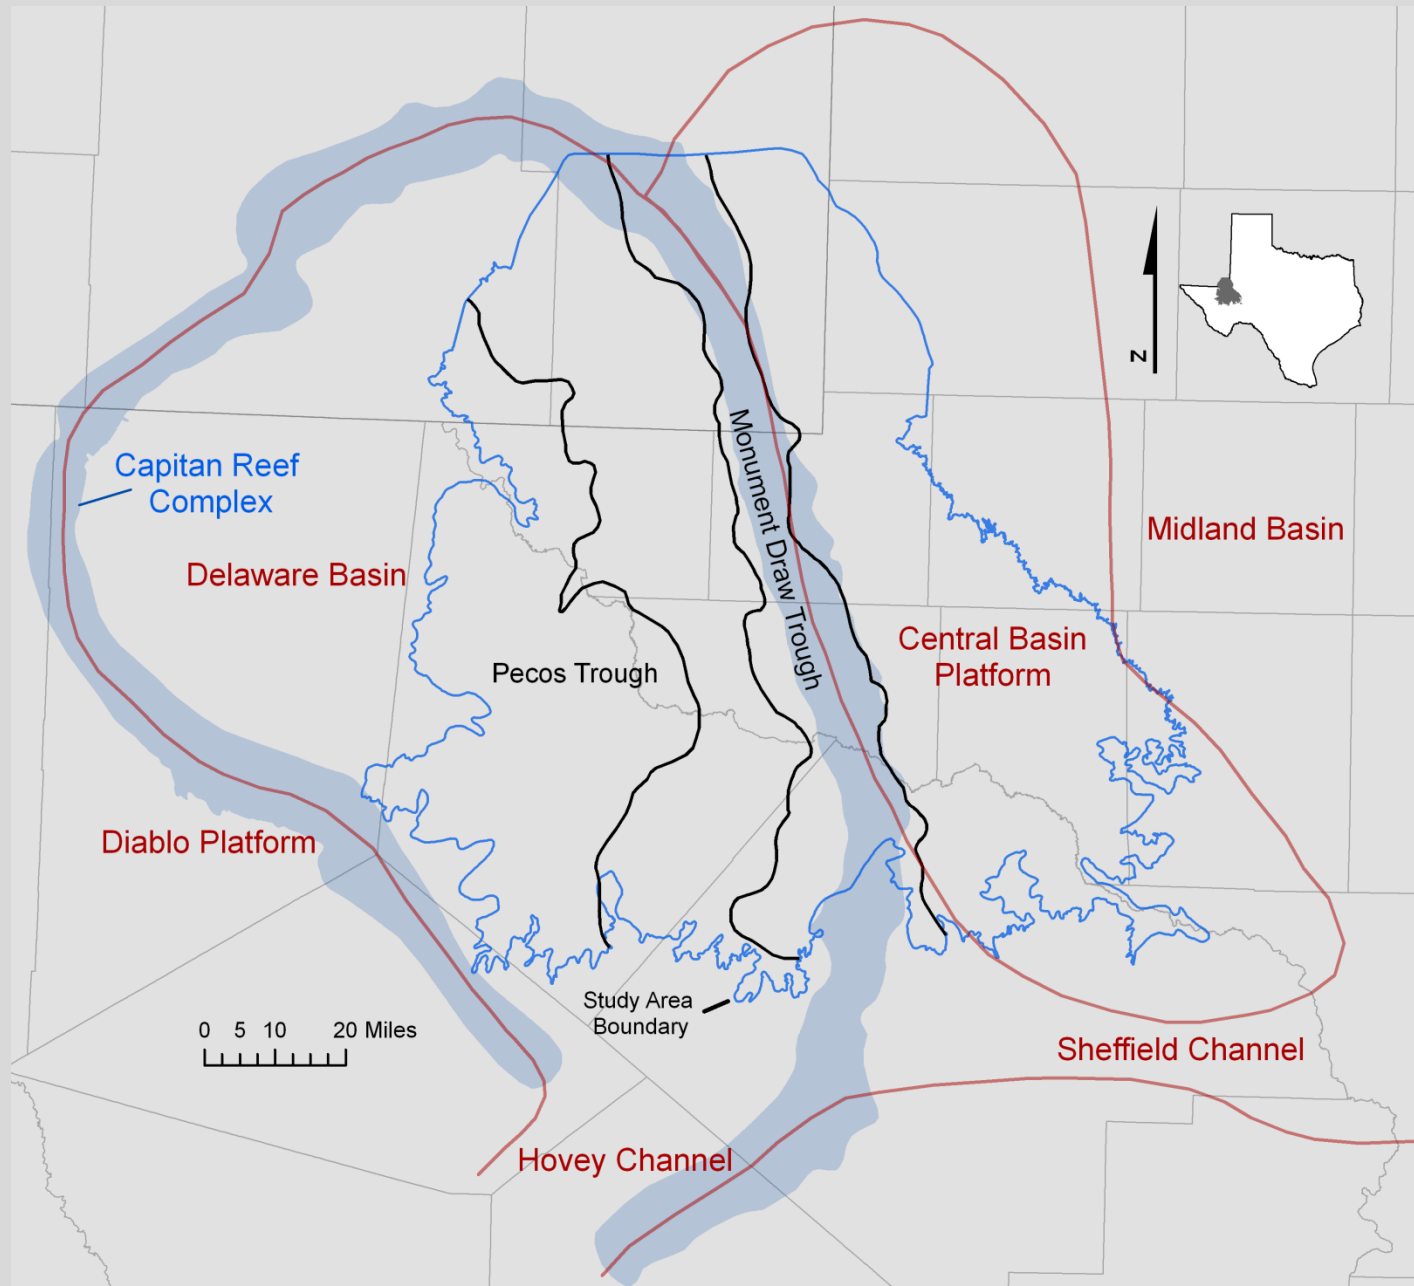 N
Capitan Reef
Complex
Monument Draw Trough
Midland Basin
Delaware Basin
Central Basin
Platform
Pecos Trough
Diablo Platform
Study Area
Boundary
0 5 10 20 Miles
Sheffield Channel
Hovey Channel